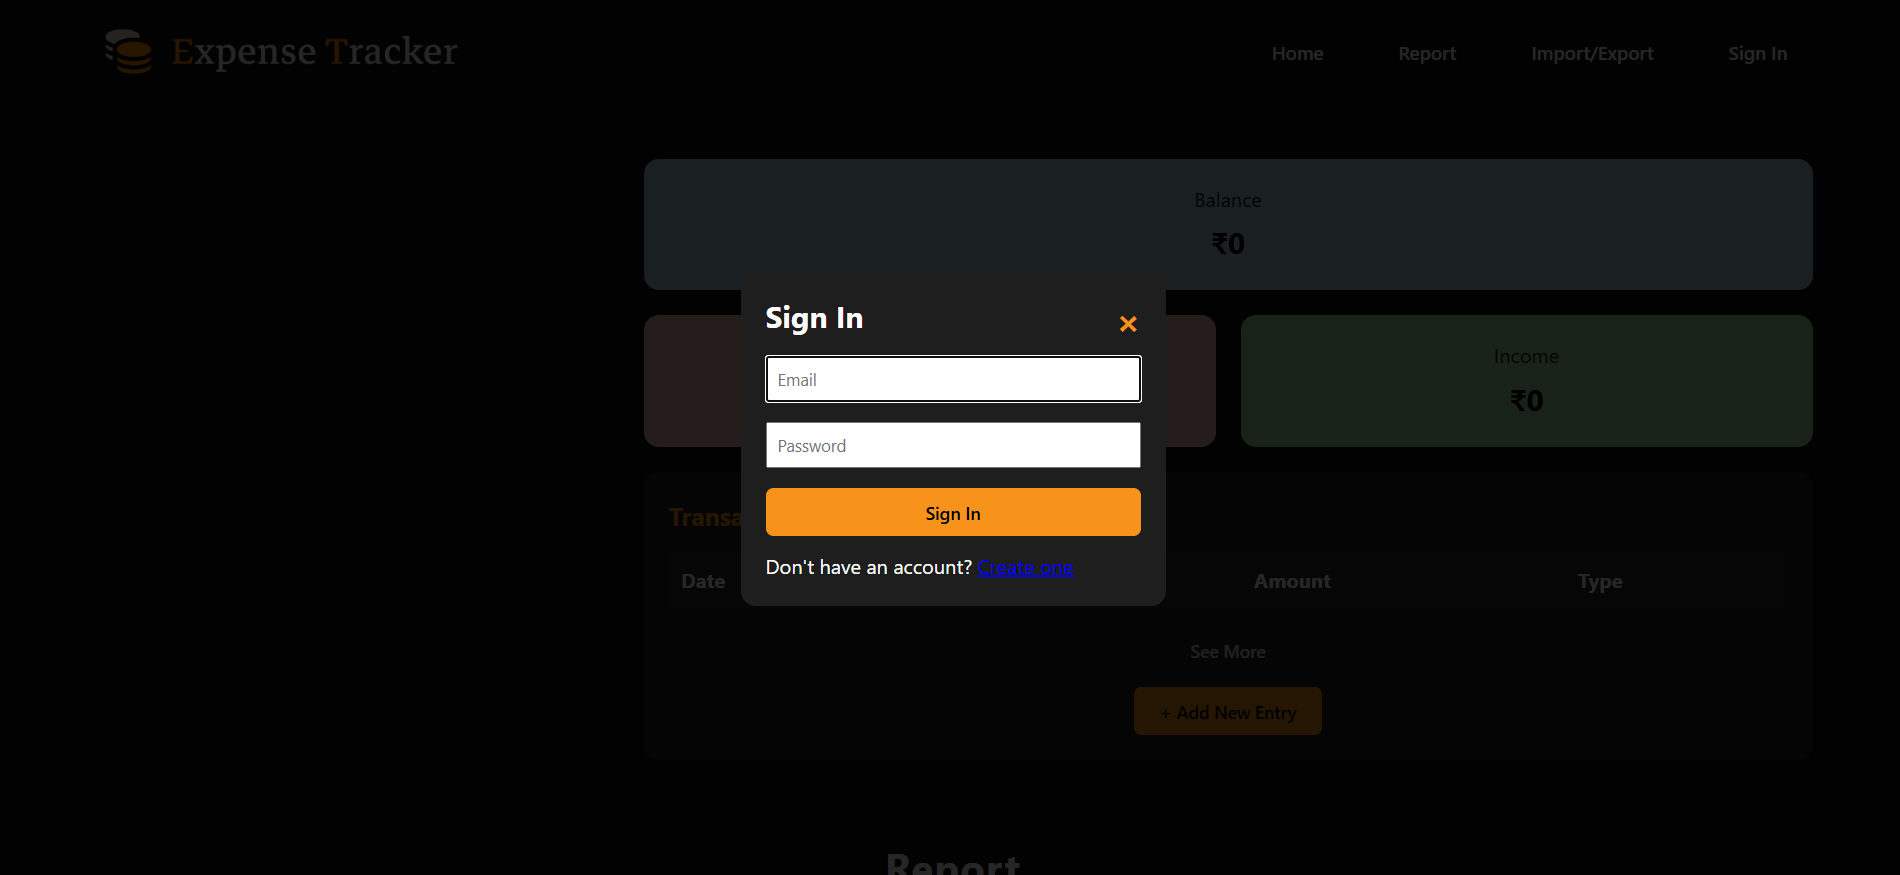 Expense Tracker
Home Report Import/Export Sign In
Balance
₹0
Sign In
×
Income
₹0
Email
Password
Sign In
Don't have an account? Create one
Date Amount Type
See More
+ Add New Entry
Report